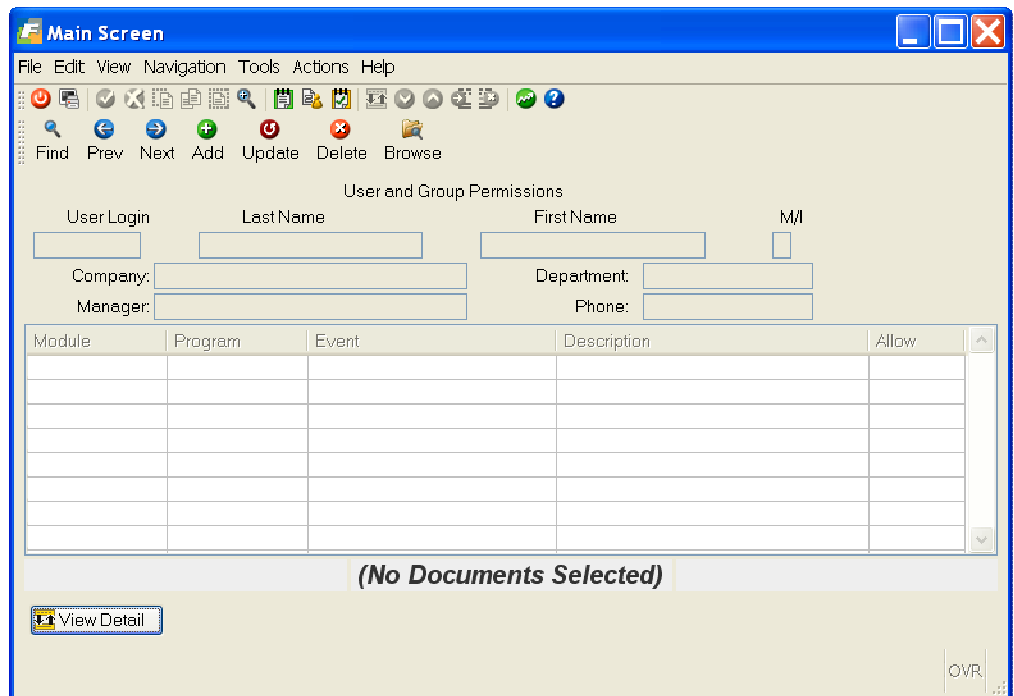 Main Screen
File Edit View Navigation Tools Actions Help
Find Prev Next Add Update Delete Browse
User and Group Permissions
User Login Last Name First Name M/I
Company: Department:
Manager: Phone:
Module Program Event Description Allow
(No Documents Selected)
View Detail
OVR